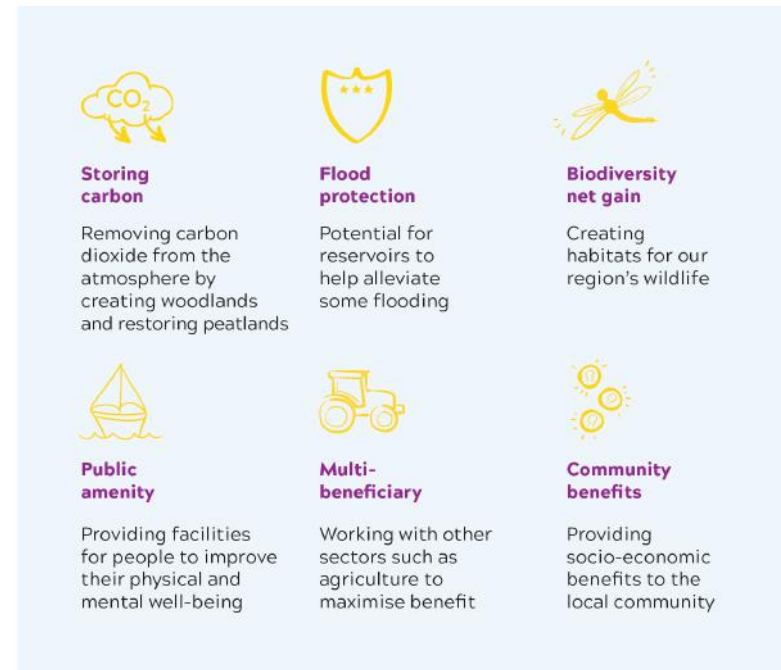 CO2
Storing
carbon
Removing carbon
dioxide from the
atmosphere by
creating woodlands
and restoring peatlands
Flood
protection
Potential for
reservoirs to
help alleviate
some flooding
Biodiversity
net gain
Creating
habitats for our
region's wildlife
Public
amenity
Providing facilities
for people to improve
their physical and
mental well-being
Multi-
beneficiary
Working with other
sectors such as
agriculture to
maximise benefit
Community
benefits
Providing
socio-economic
benefits to the
local community